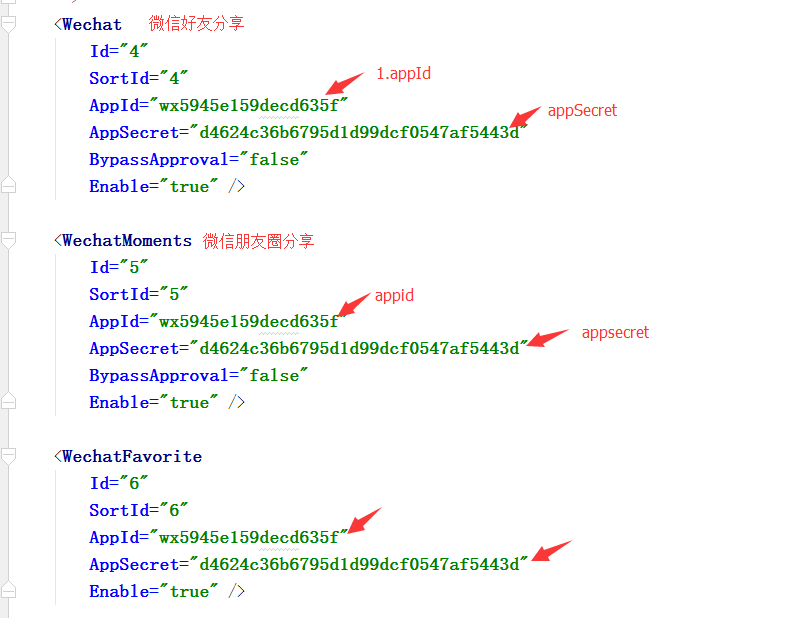 <Wechat 微信好友分享
Id="4"
SortId="4"
1.appId
AppId="wx5945e159decd635f"
appSecret
AppSecret="d4624c36b6795d1d99dcf0547af5443d"
BypassApproval="false"
Enable="true" />
<WechatMoments 微信朋友圈分享
Id="5"
SortId="5"
appid
AppId="wx5945e159decd635f"
appsecret
AppSecret="d4624c36b6795d1d99dcf0547af5443d"
BypassApproval="false"
Enable="true" />
<WechatFavorite
Id="6"
SortId="6"
AppId="wx5945e159decd635f"
AppSecret="d4624c36b6795d1d99dcf0547af5443d"
Enable="true" />